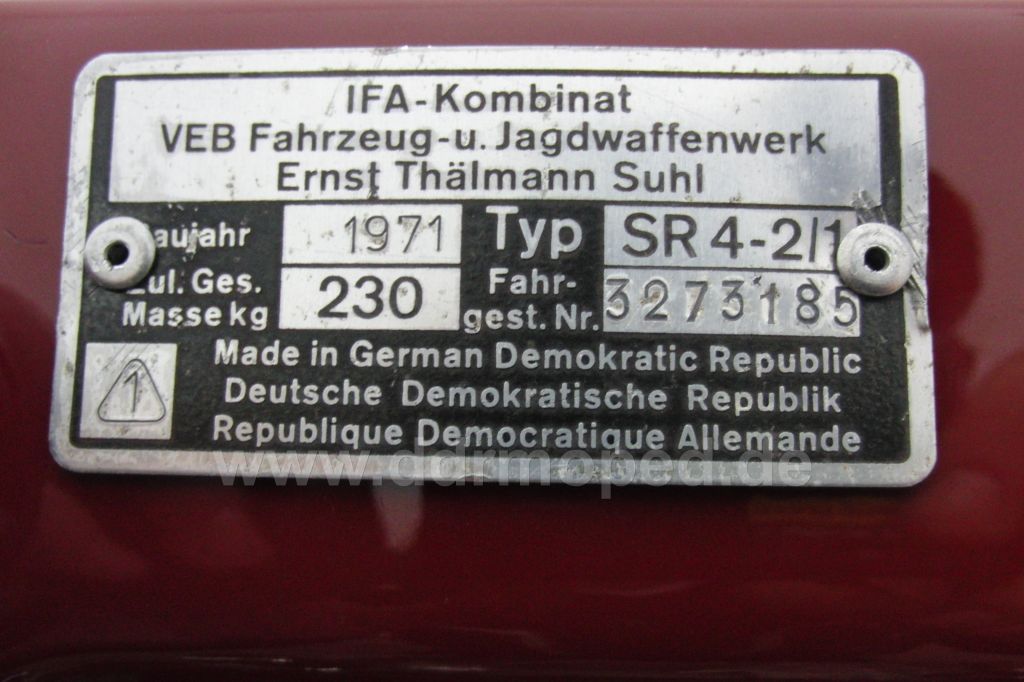 IFA-Kombinat
VEB Fahrzeug-u. Jagdwaffenwerk
Ernst Thälmann Suhl
Baujahr 1971 Typ SR 4-2/1
Zul. Ges. Masse kg 230 Fahr-gest. Nr. 3273185
1
Made in German Demokratic Republic
Deutsche Demokratische Republik
Republique Democratique Allemande
www.ddrmoped.de